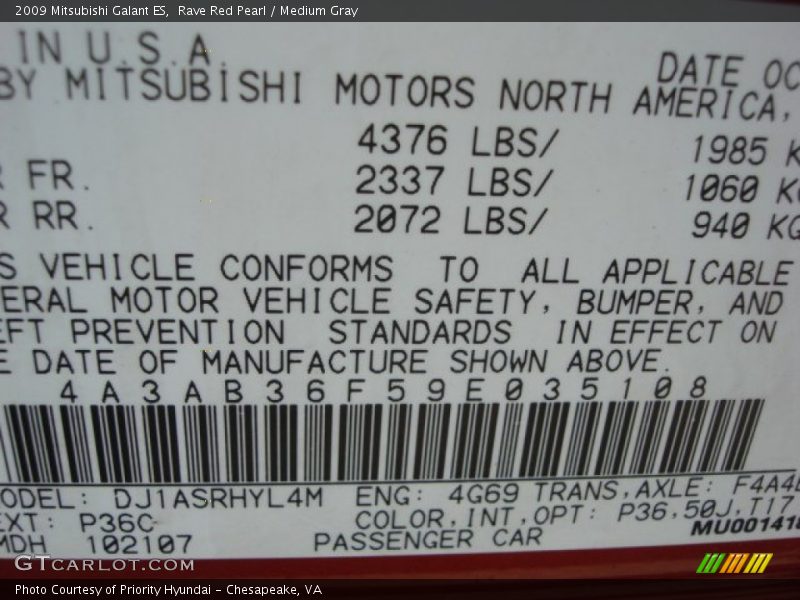 2009 Mitsubishi Galant ES, Rave Red Pearl / Medium Gray
IN U.S.A.
BY MITSUBISHI MOTORS NORTH AMERICA,
DATE OC
4376 LBS/ 1985 K
R FR. 2337 LBS/ 1060 KG
R RR. 2072 LBS/ 940 KG
S VEHICLE CONFORMS TO ALL APPLICABLE
ERAL MOTOR VEHICLE SAFETY, BUMPER, AND
EFT PREVENTION STANDARDS IN EFFECT ON
E DATE OF MANUFACTURE SHOWN ABOVE.
4A3AB36F59E035108
ODEL: DJ1ASRHYL4M ENG: 4G69 TRANS,AXLE: F4A4
EXT: P36C COLOR,INT,OPT: P36,50J,T17
MDH 102107 PASSENGER CAR MU001418
GTCARLOT.COM
Photo Courtesy of Priority Hyundai - Chesapeake, VA